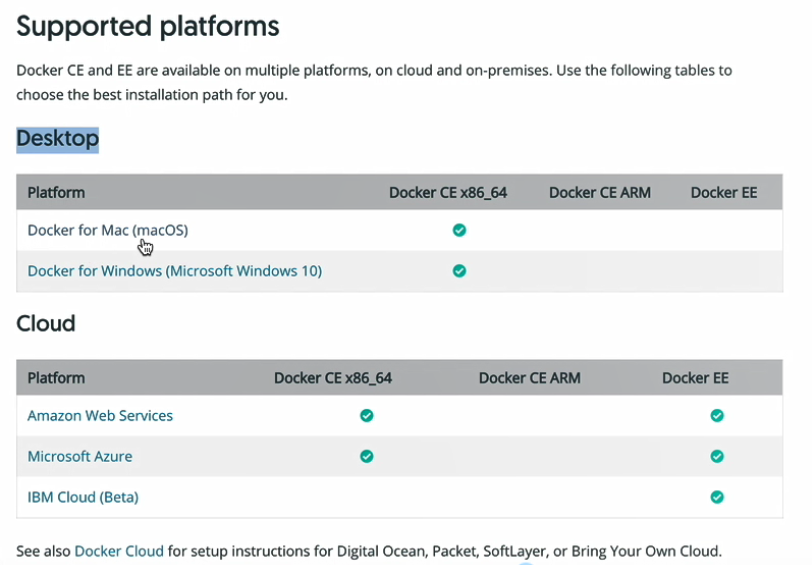 Supported platforms
Docker CE and EE are available on multiple platforms, on cloud and on-premises. Use the following tables to
choose the best installation path for you.
Desktop
Platform Docker CE x86_64 Docker CE ARM Docker EE
Docker for Mac (macOS)
Docker for Windows (Microsoft Windows 10)
Cloud
Platform Docker CE x86_64 Docker CE ARM Docker EE
Amazon Web Services
Microsoft Azure
IBM Cloud (Beta)
See also Docker Cloud for setup instructions for Digital Ocean, Packet, SoftLayer, or Bring Your Own Cloud.